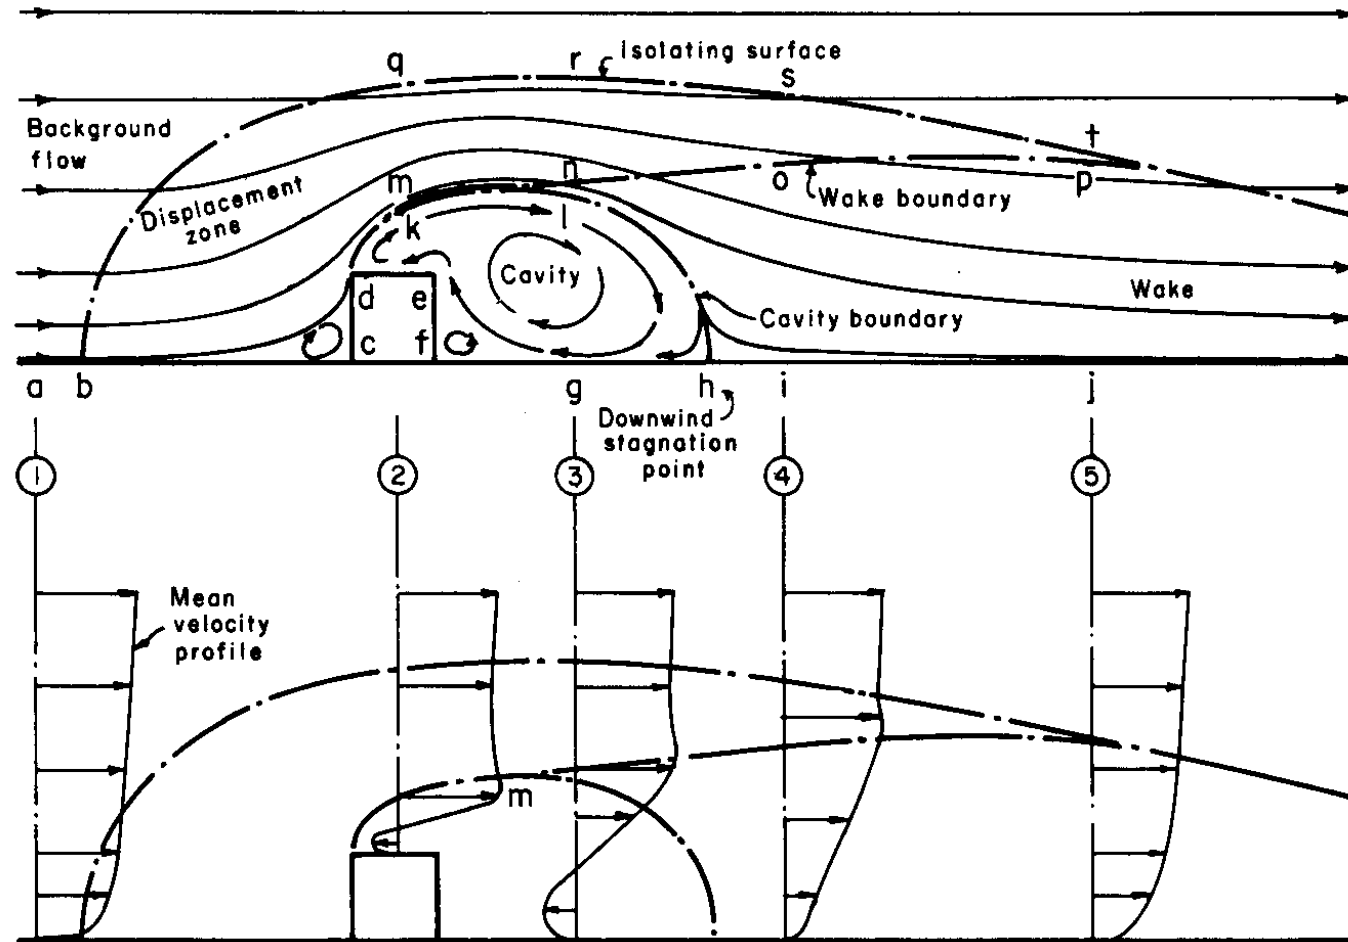 q
r
Isolating surface
s
Background
flow
t
Displacement
zone
m
n
o
p
Wake boundary
k
l
Cavity
Wake
d
e
Cavity boundary
c
f
a
b
g
h
i
j
Downwind
stagnation
point
1
2
3
4
5
Mean
velocity
profile
m